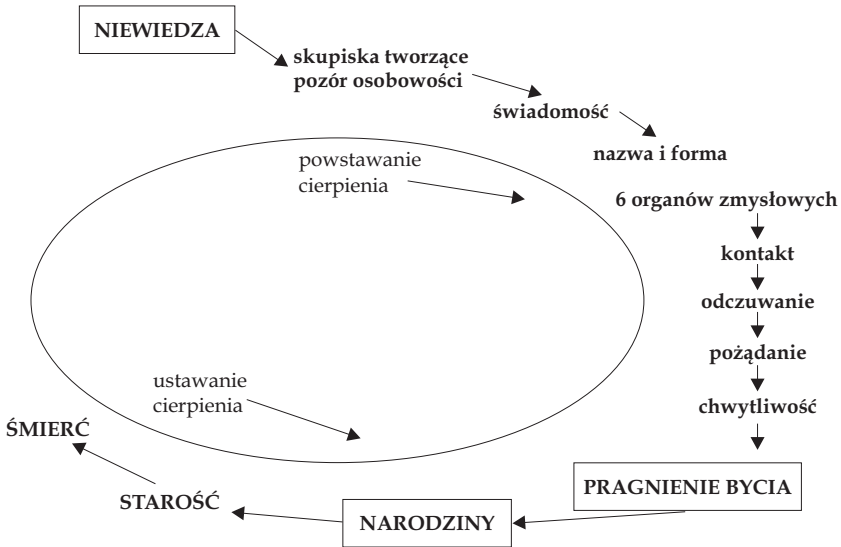 NIEWIEDZA
skupiska tworzące
pozór osobowości
świadomość
nazwa i forma
powstawanie
cierpienia
6 organów zmysłowych
kontakt
odczuwanie
pożądanie
chwytliwość
PRAGNIENIE BYCIA
NARODZINY
STAROŚĆ
ŚMIERĆ
ustawanie
cierpienia